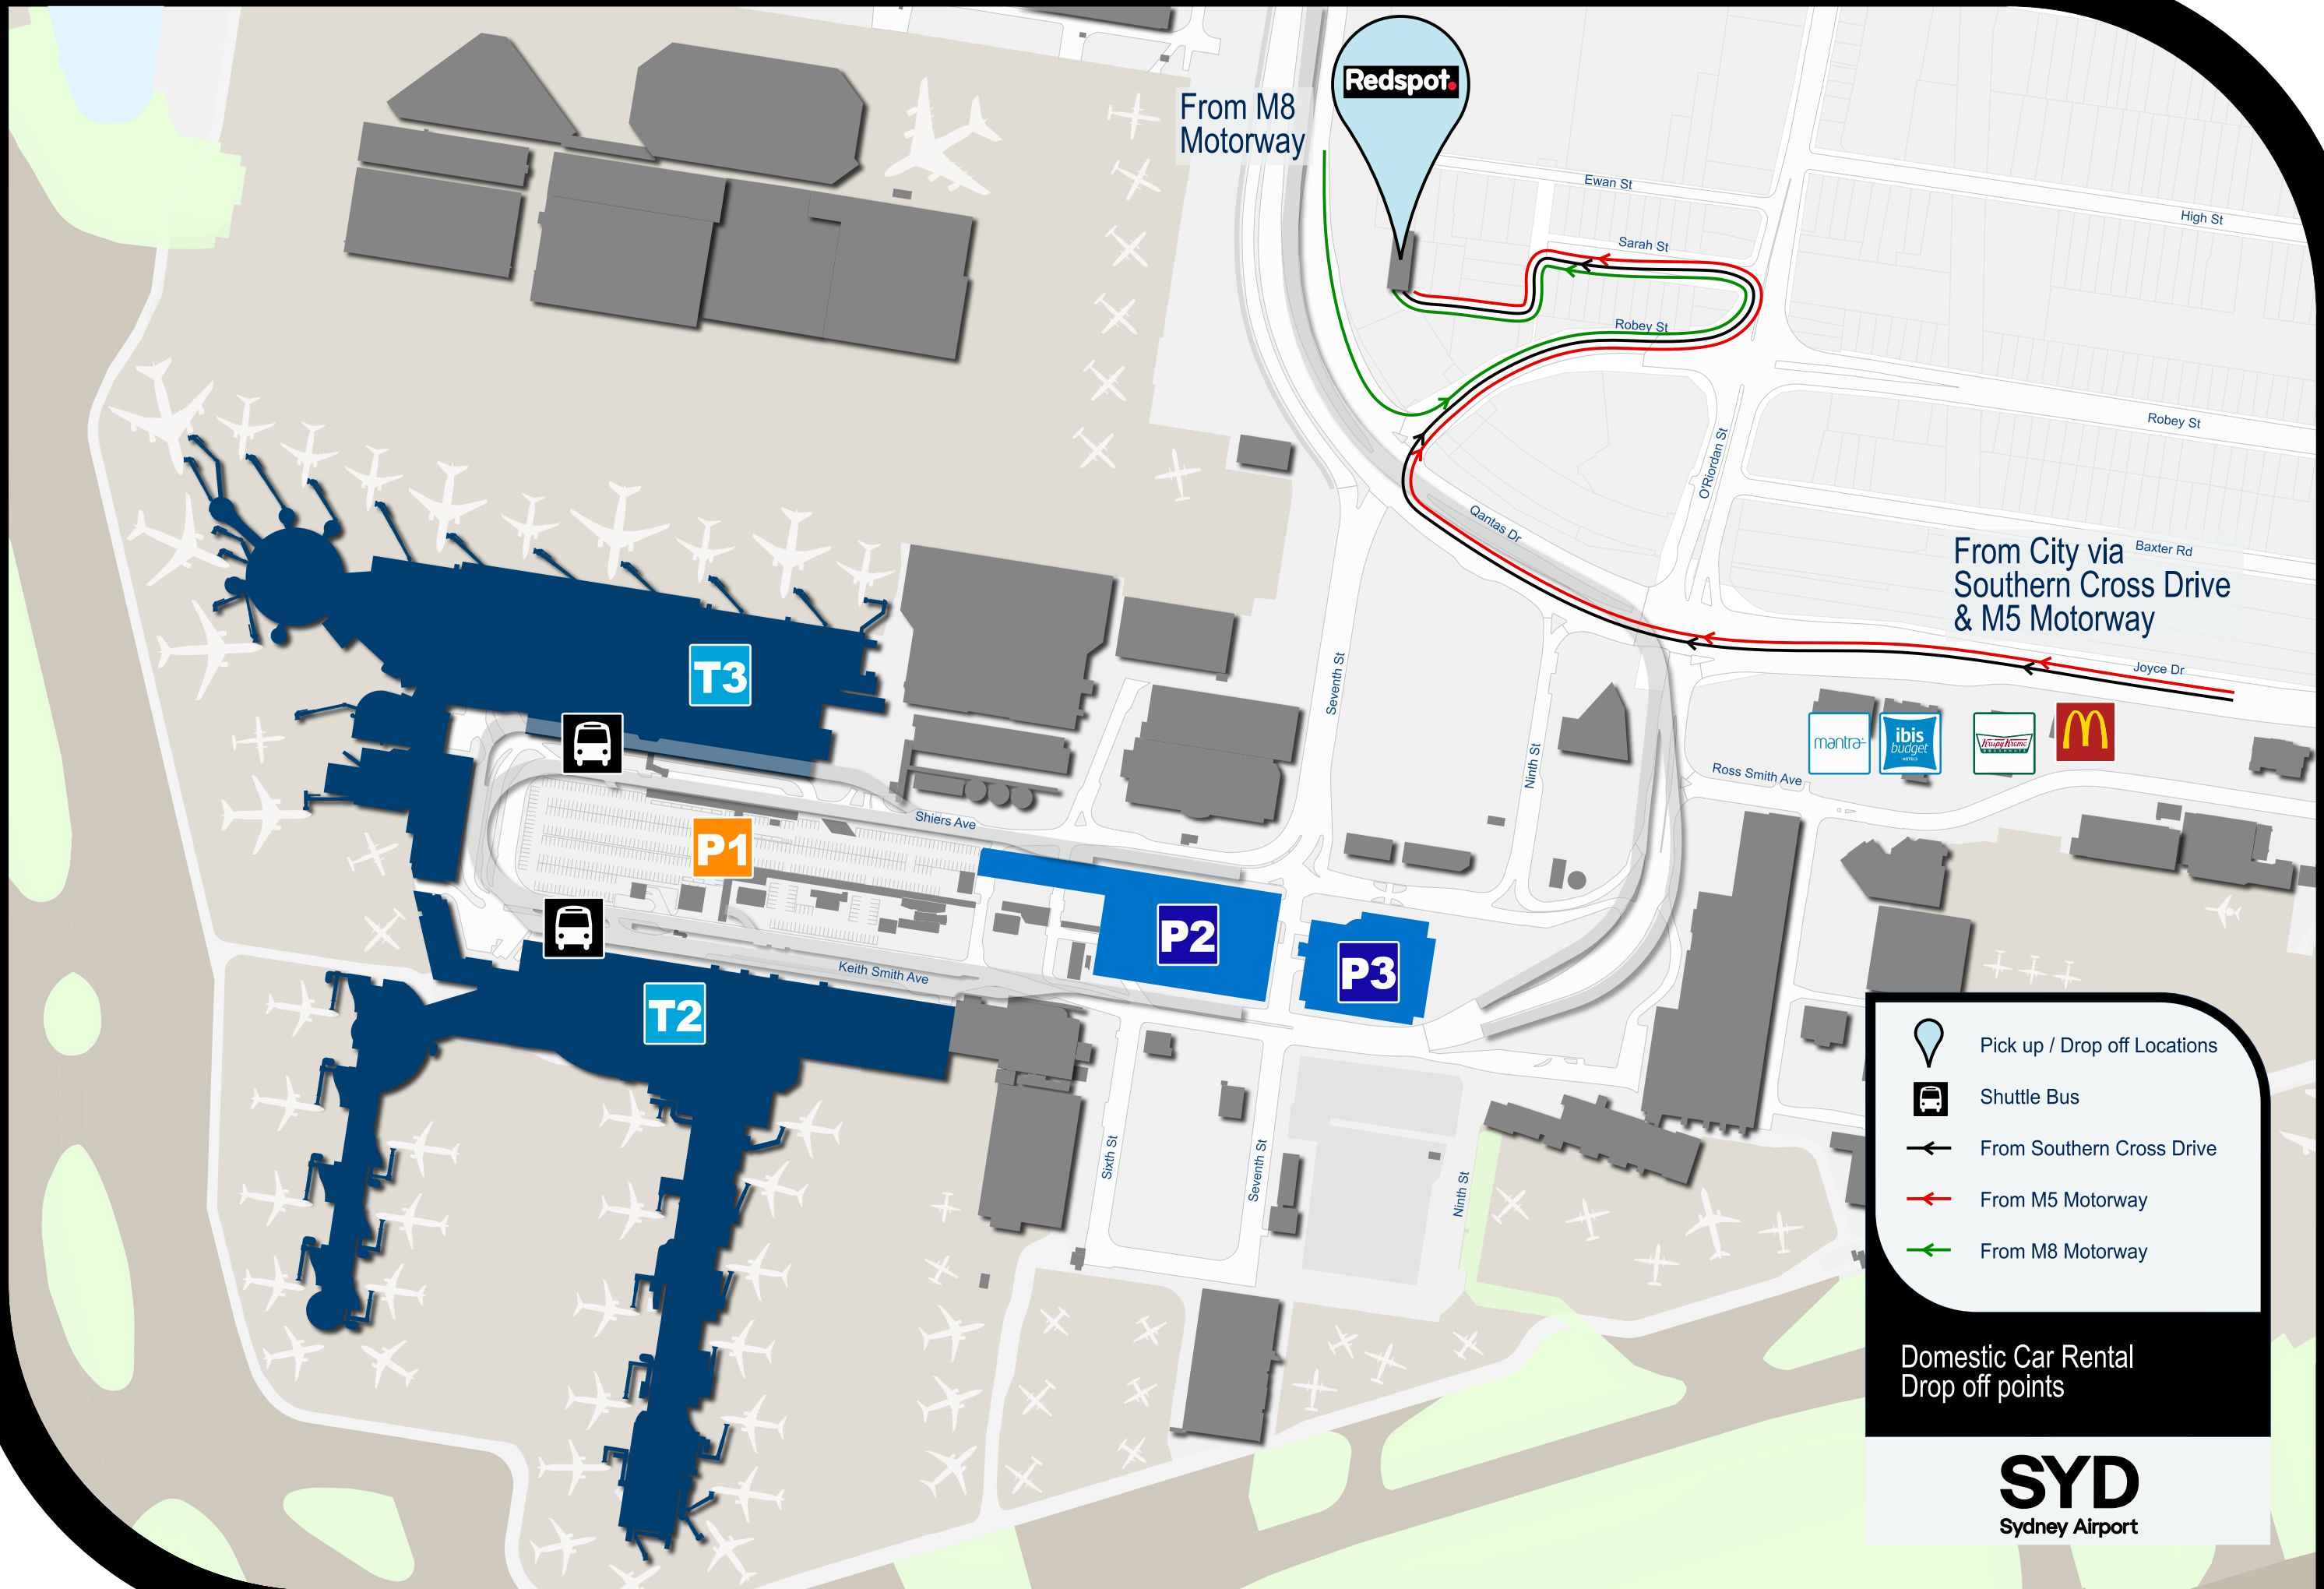 Redspot.
From M8
Motorway
Ewan St
High St
Sarah St
Robey St
Robey St
O'Riordan St
Qantas Dr
Baxter Rd
From City via
Southern Cross Drive
& M5 Motorway
Joyce Dr
T3
Seventh St
Ninth St
mantra
ibis
budget
HOTELS
Krispy Kreme
DOUGHNUTS
Ross Smith Ave
Shiers Ave
P1
P2
P3
Keith Smith Ave
T2
Sixth St
Seventh St
Ninth St
Pick up / Drop off Locations
Shuttle Bus
From Southern Cross Drive
From M5 Motorway
From M8 Motorway
Domestic Car Rental
Drop off points
SYD
Sydney Airport